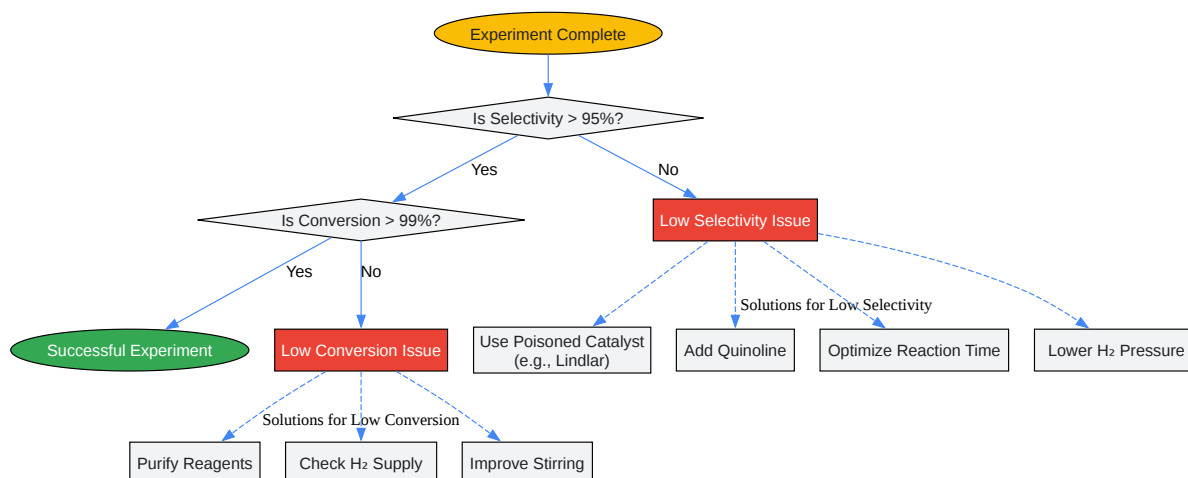 Experiment Complete
Is Selectivity > 95%?
Yes
No
Is Conversion > 99%?
Low Selectivity Issue
Yes
No
Solutions for Low Selectivity
Successful Experiment
Low Conversion Issue
Use Poisoned Catalyst
(e.g., Lindlar)
Add Quinoline
Optimize Reaction Time
Lower H₂ Pressure
Solutions for Low Conversion
Purify Reagents
Check H₂ Supply
Improve Stirring